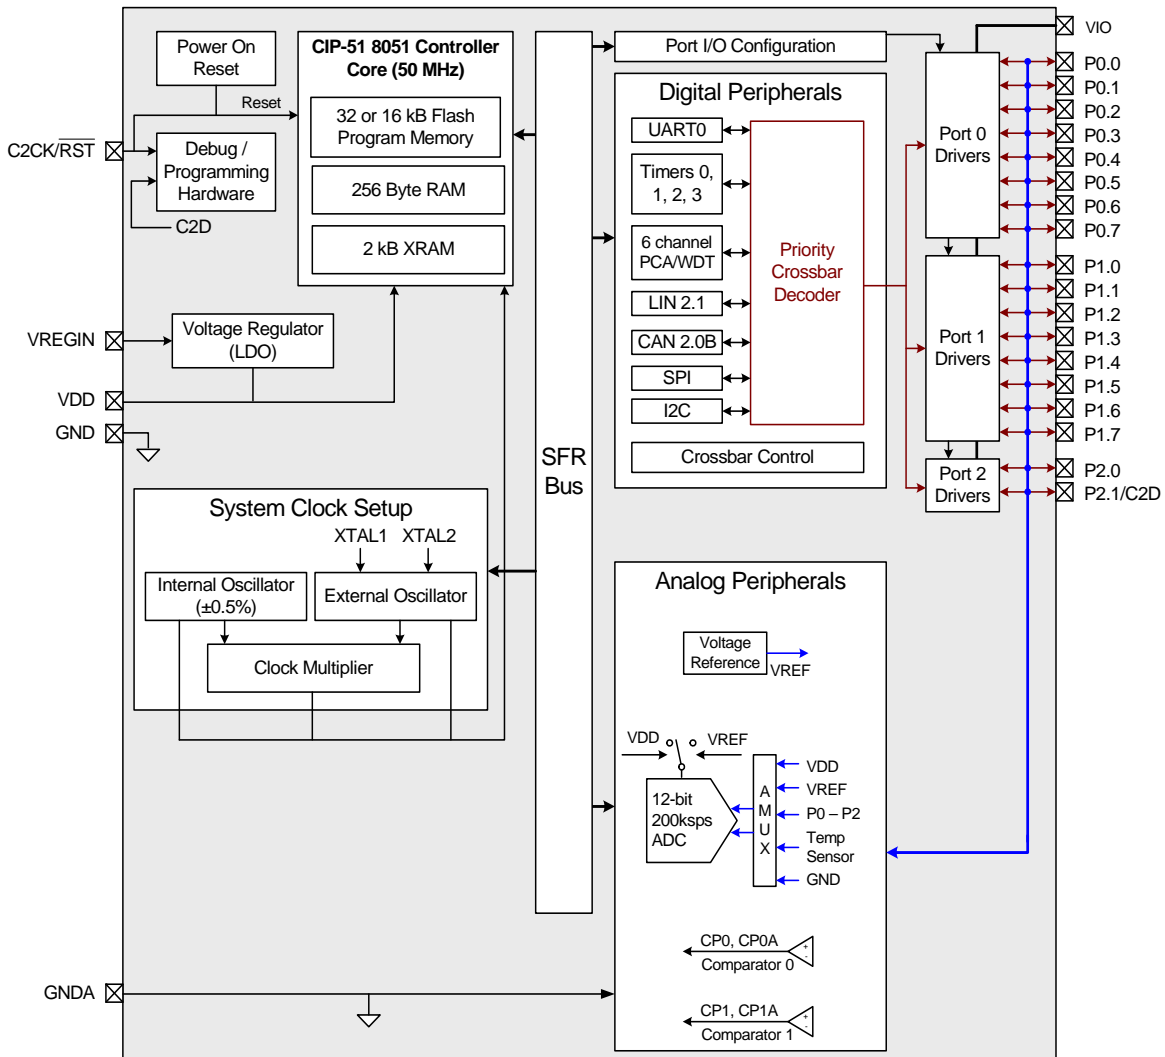 Power On
Reset
Reset
C2CK/RST
Debug /
Programming
Hardware
C2D
CIP-51 8051 Controller
Core (50 MHz)
32 or 16 kB Flash
Program Memory
256 Byte RAM
2 kB XRAM
VREGIN
Voltage Regulator
(LDO)
VDD
GND
System Clock Setup
XTAL1
XTAL2
Internal Oscillator
(±0.5%)
External Oscillator
Clock Multiplier
GNDA
SFR
Bus
Port I/O Configuration
Digital Peripherals
UART0
Timers 0,
1, 2, 3
6 channel
PCA/WDT
LIN 2.1
CAN 2.0B
SPI
I2C
Priority
Crossbar
Decoder
Crossbar Control
Port 0
Drivers
Port 1
Drivers
Port 2
Drivers
VIO
P0.0
P0.1
P0.2
P0.3
P0.4
P0.5
P0.6
P0.7
P1.0
P1.1
P1.2
P1.3
P1.4
P1.5
P1.6
P1.7
P2.0
P2.1/C2D
Analog Peripherals
Voltage
Reference
VREF
VDD
VREF
12-bit
200ksps
ADC
A
M
U
X
VDD
VREF
P0 – P2
Temp
Sensor
GND
CP0, CP0A
+
-
Comparator 0
CP1, CP1A
+
-
Comparator 1